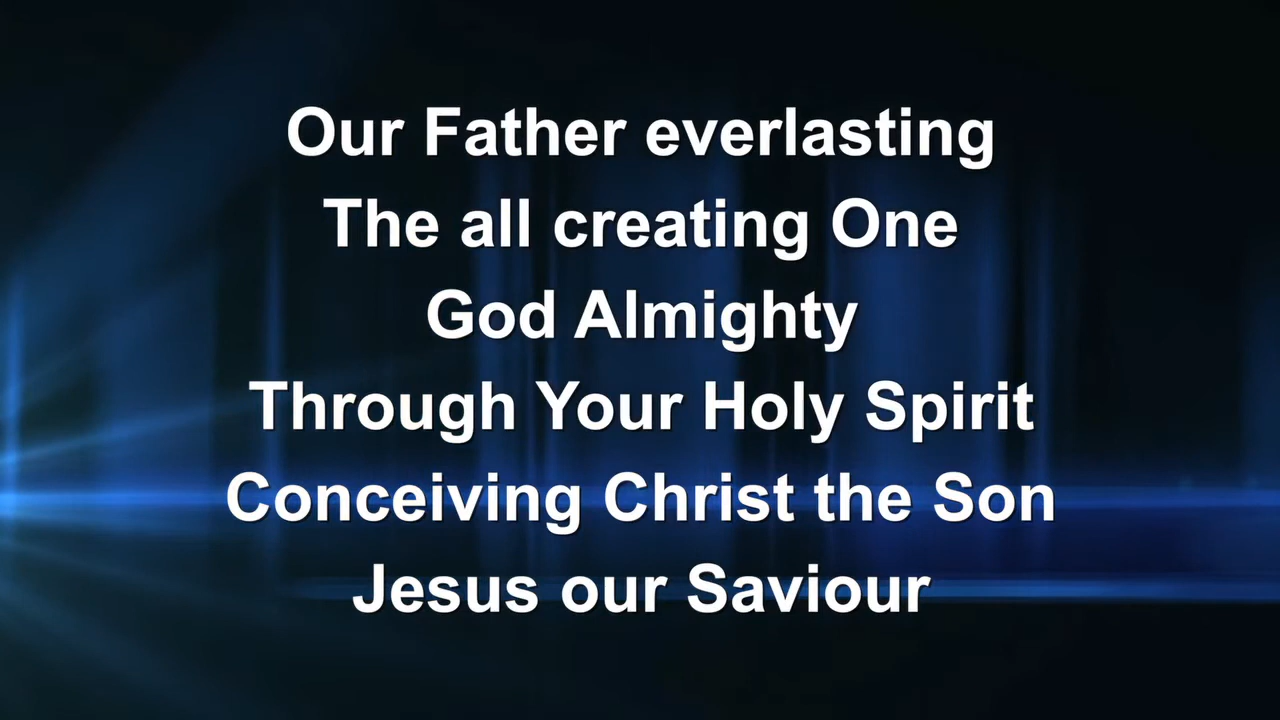 Our Father everlasting
The all creating One
God Almighty
Through Your Holy Spirit
Conceiving Christ the Son
Jesus our Saviour